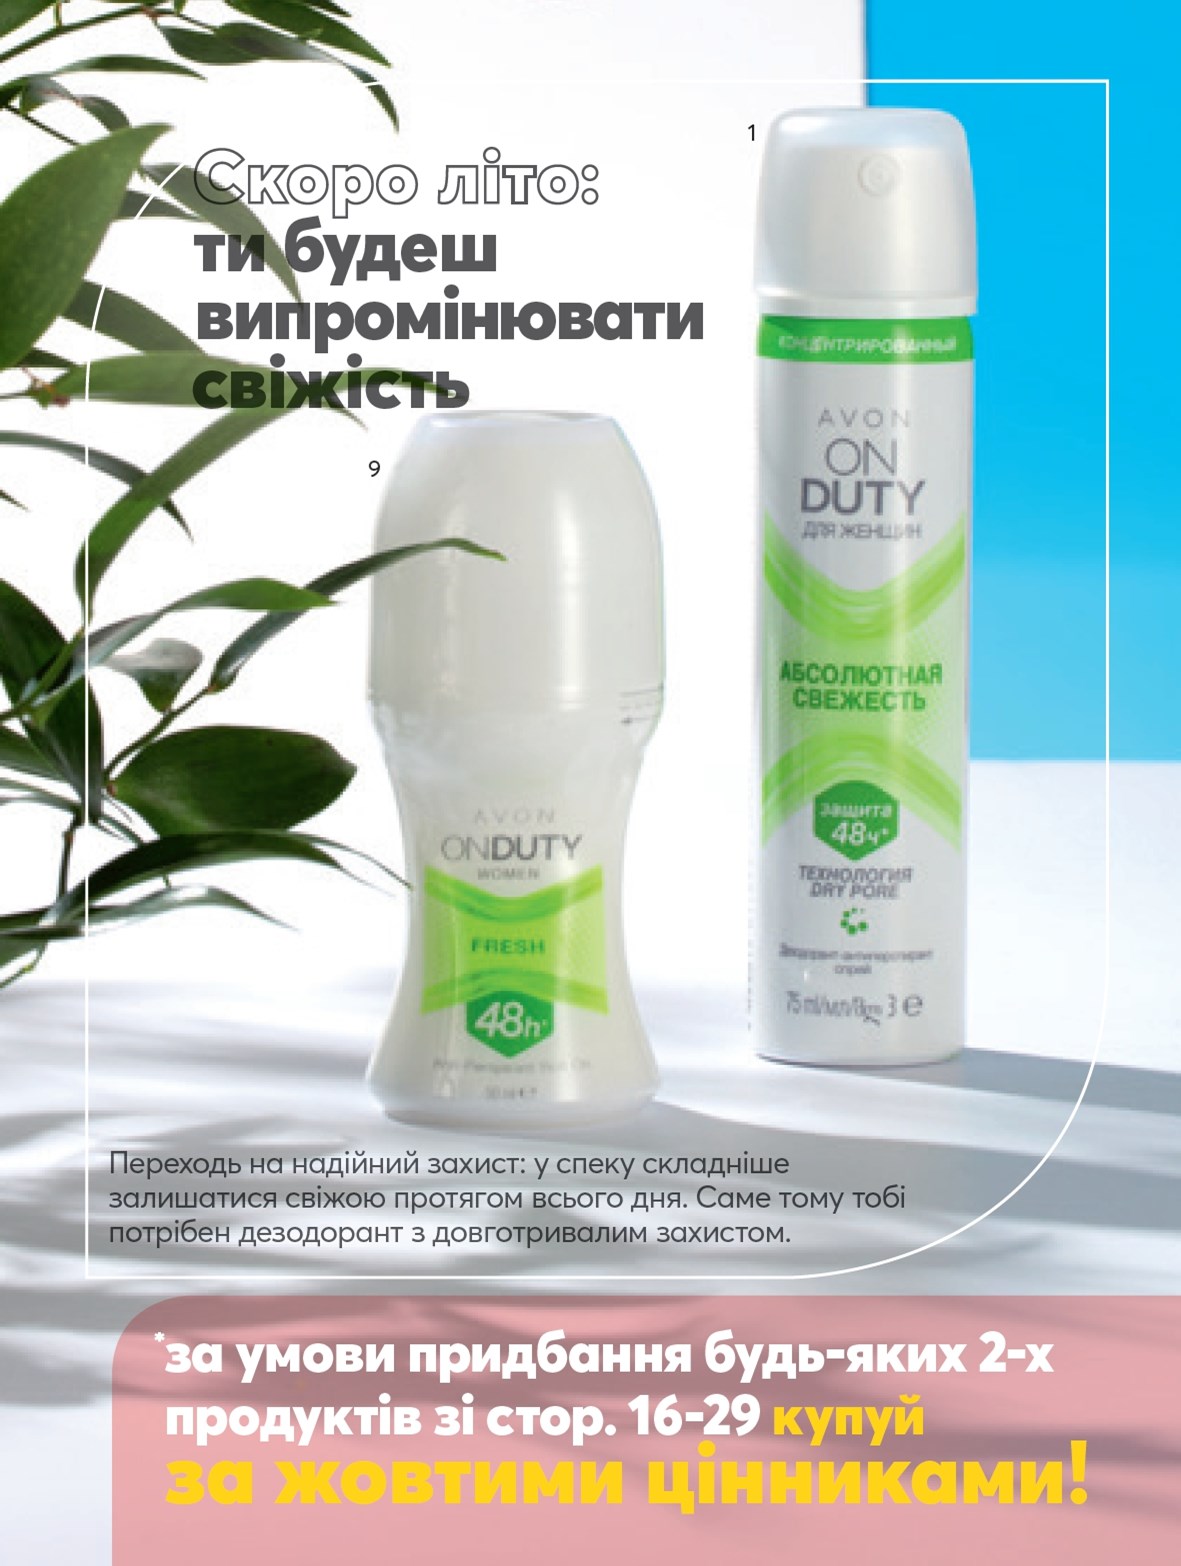 Скоро літо:
ти будеш
випромінювати
свіжість
1
9
КОНЦЕНТРИРОВАННЫЙ
AVON
ON
DUTY
ДЛЯ ЖЕНЩИН
АБСОЛЮТНАЯ
СВЕЖЕСТЬ
защита
48ч*
ТЕХНОЛОГИЯ
DRY PORE
Дезодорант-антиперспирант
спрей
AVON
ONDUTY
WOMEN
FRESH
48h*
Переходь на надійний захист: у спеку складніше
залишатися свіжою протягом всього дня. Саме тому тобі
потрібен дезодорант з довготривалим захистом.
*за умови придбання будь-яких 2-х
продуктів зі стор. 16-29 купуй
за жовтими цінниками!